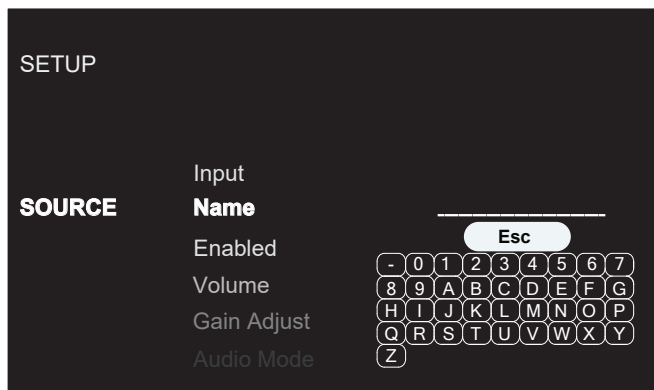 SETUP
Input
SOURCE Name ____________
Esc
Enabled
- 0 1 2 3 4 5 6 7
Volume
8 9 A B C D E F G
H I J K L M N O P
Gain Adjust
Q R S T U V W X Y
Audio Mode
Z